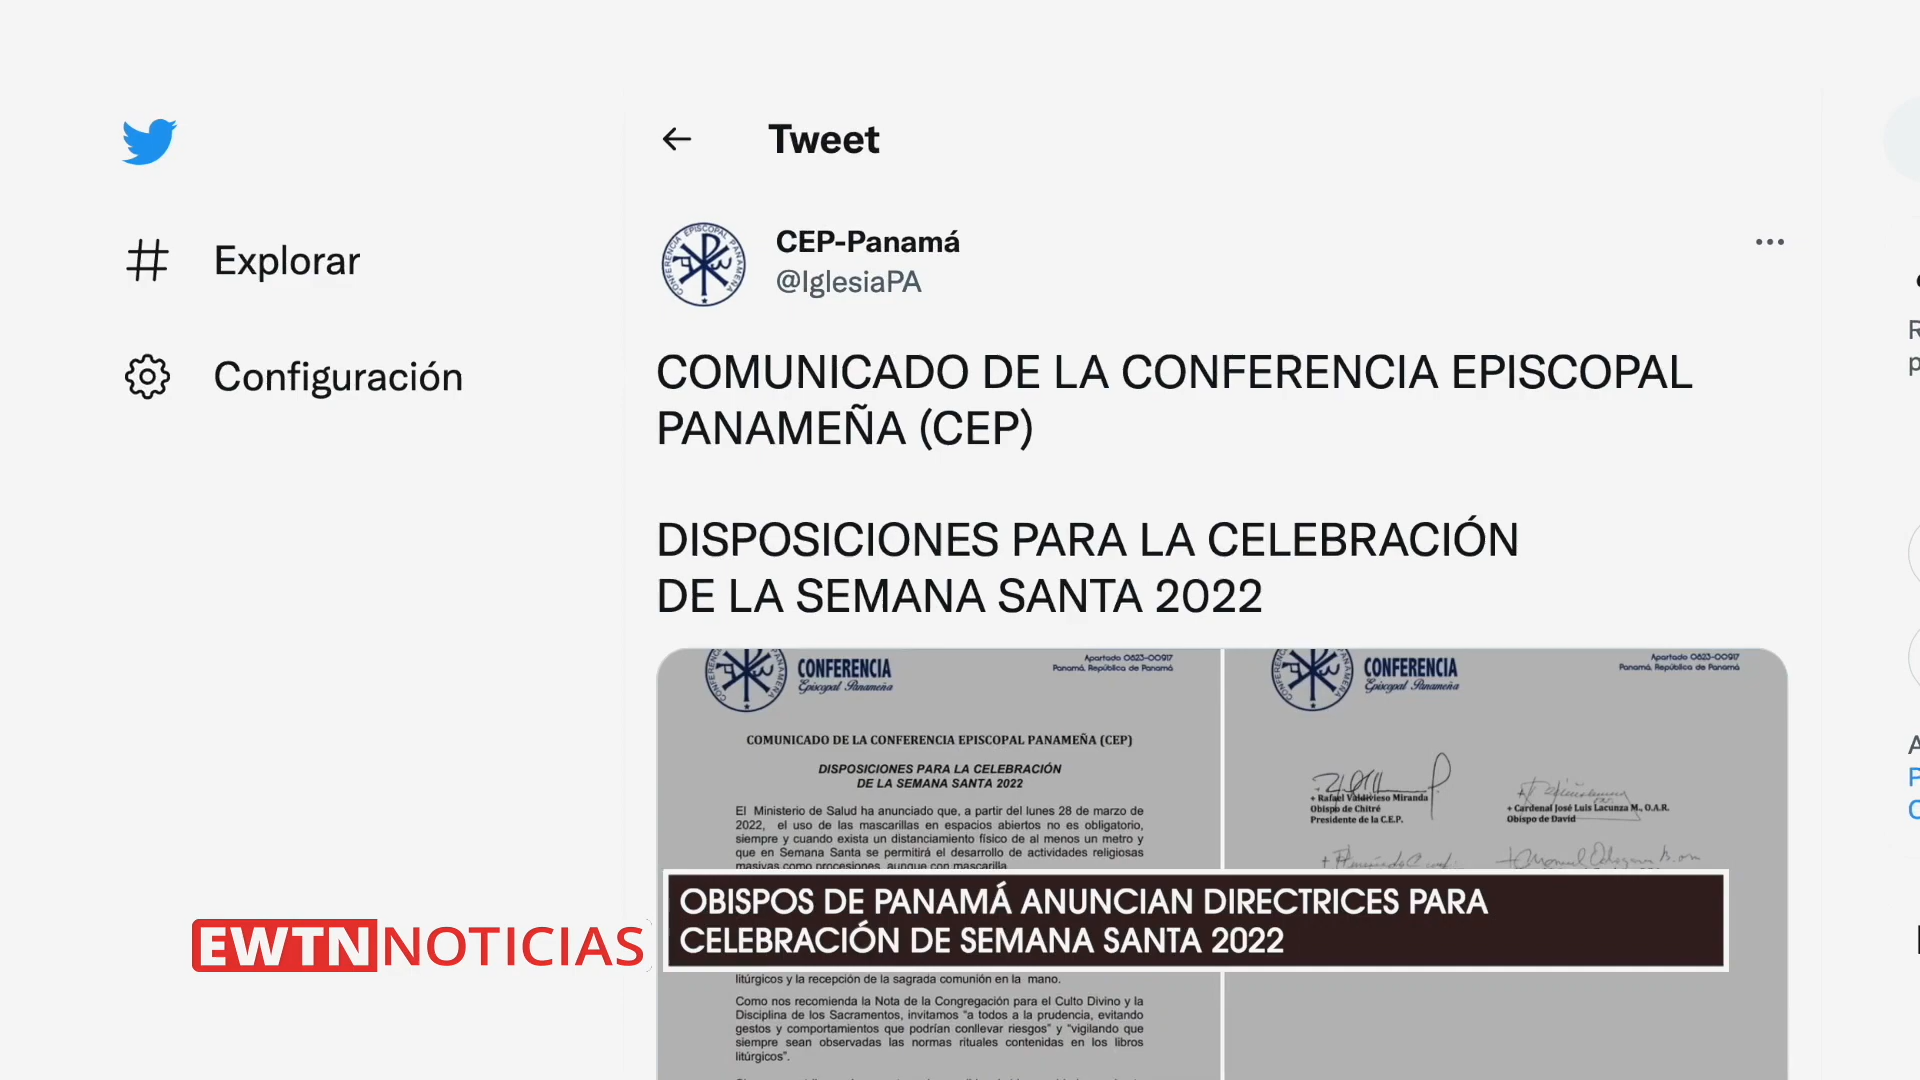 Tweet
Explorar
Configuración
CEP-Panamá
@IglesiaPA
COMUNICADO DE LA CONFERENCIA EPISCOPAL
PANAMEÑA (CEP)
DISPOSICIONES PARA LA CELEBRACIÓN
DE LA SEMANA SANTA 2022
CONFERENCIA
Episcopal Panameña
Apartado 0823-00917
Panamá, República de Panamá
COMUNICADO DE LA CONFERENCIA EPISCOPAL PANAMEÑA (CEP)
DISPOSICIONES PARA LA CELEBRACIÓN
DE LA SEMANA SANTA 2022
El Ministerio de Salud ha anunciado que, a partir del lunes 28 de marzo de
2022, el uso de las mascarillas en espacios abiertos no es obligatorio,
siempre y cuando exista un distanciamiento físico de al menos un metro y
que en Semana Santa se permitirá el desarrollo de actividades religiosas
masivas como procesiones, aunque con mascarilla.
litúrgicos y la recepción de la sagrada comunión en la mano.
Como nos recomienda la Nota de la Congregación para el Culto Divino y la
Disciplina de los Sacramentos, invitamos "a todos a la prudencia, evitando
gestos y comportamientos que podrían conllevar riesgos" y "vigilando que
siempre sean observadas las normas rituales contenidas en los libros
litúrgicos".
CONFERENCIA
Episcopal Panameña
Apartado 0823-00917
Panamá, República de Panamá
+ Rafael Valdivieso Miranda
Obispo de Chitré
Presidente de la C.E.P.
+ Cardenal José Luis Lacunza M., O.A.R.
Obispo de David
EWTN NOTICIAS
OBISPOS DE PANAMÁ ANUNCIAN DIRECTRICES PARA
CELEBRACIÓN DE SEMANA SANTA 2022